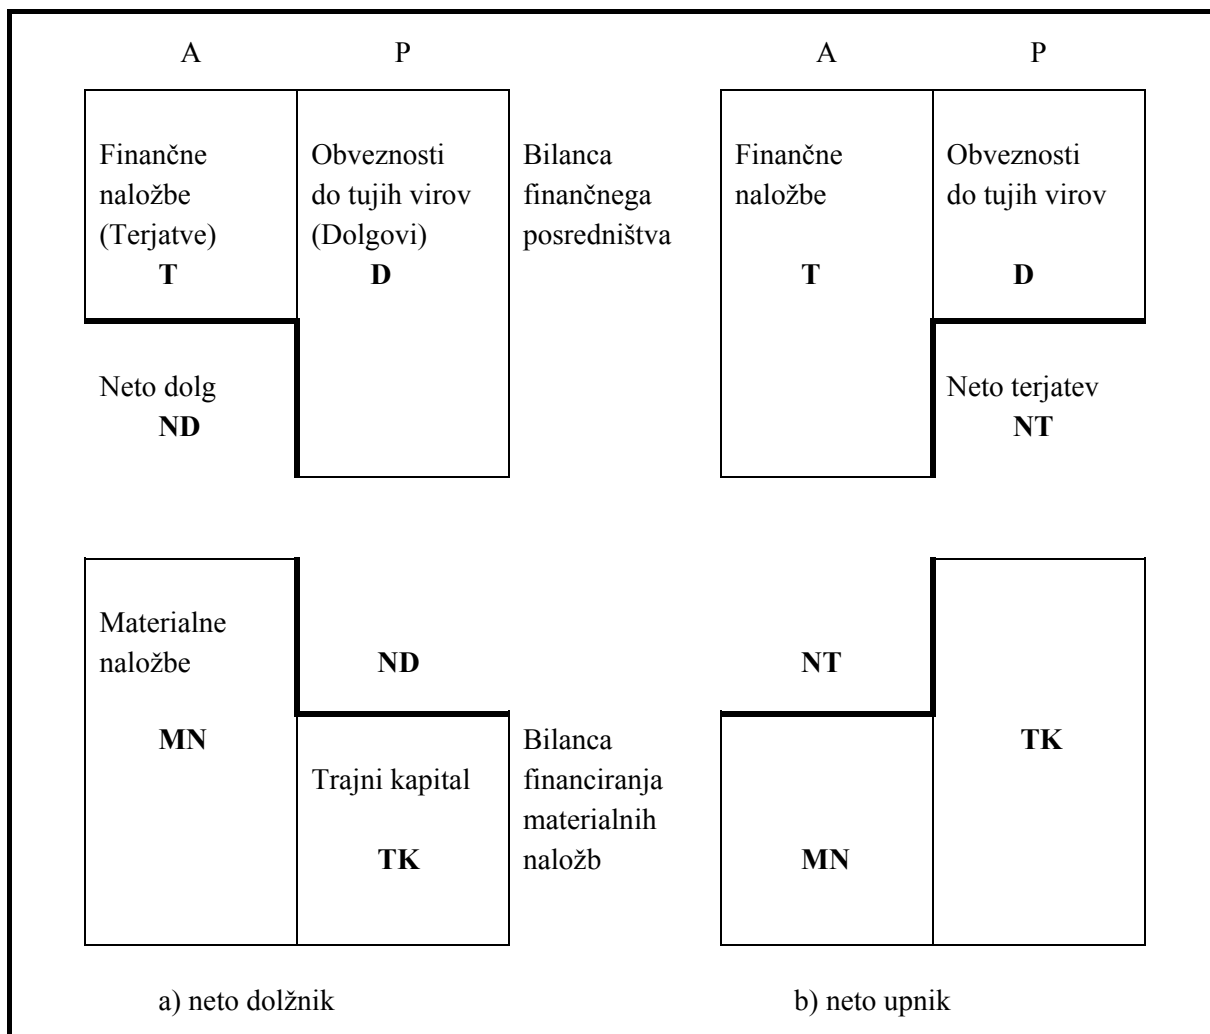 A P A P
Finančne
naložbe
(Terjatve)
T
Obveznosti
do tujih virov
(Dolgovi)
D
Bilanca
finančnega
posredništva
Finančne
naložbe
T
Obveznosti
do tujih virov
D
Neto dolg
ND
Neto terjatev
NT
Materialne
naložbe
MN
ND
Trajni kapital
TK
Bilanca
financiranja
materialnih
naložb
NT
MN
TK
a) neto dolžnik
b) neto upnik